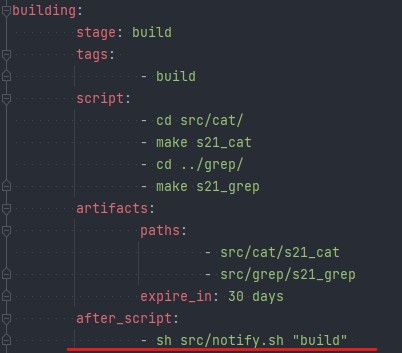 building:
stage: build
tags:
- build
script:
- cd src/cat/
- make s21_cat
- cd ../grep/
- make s21_grep
artifacts:
paths:
- src/cat/s21_cat
- src/grep/s21_grep
expire_in: 30 days
after_script:
- sh src/notify.sh "build"